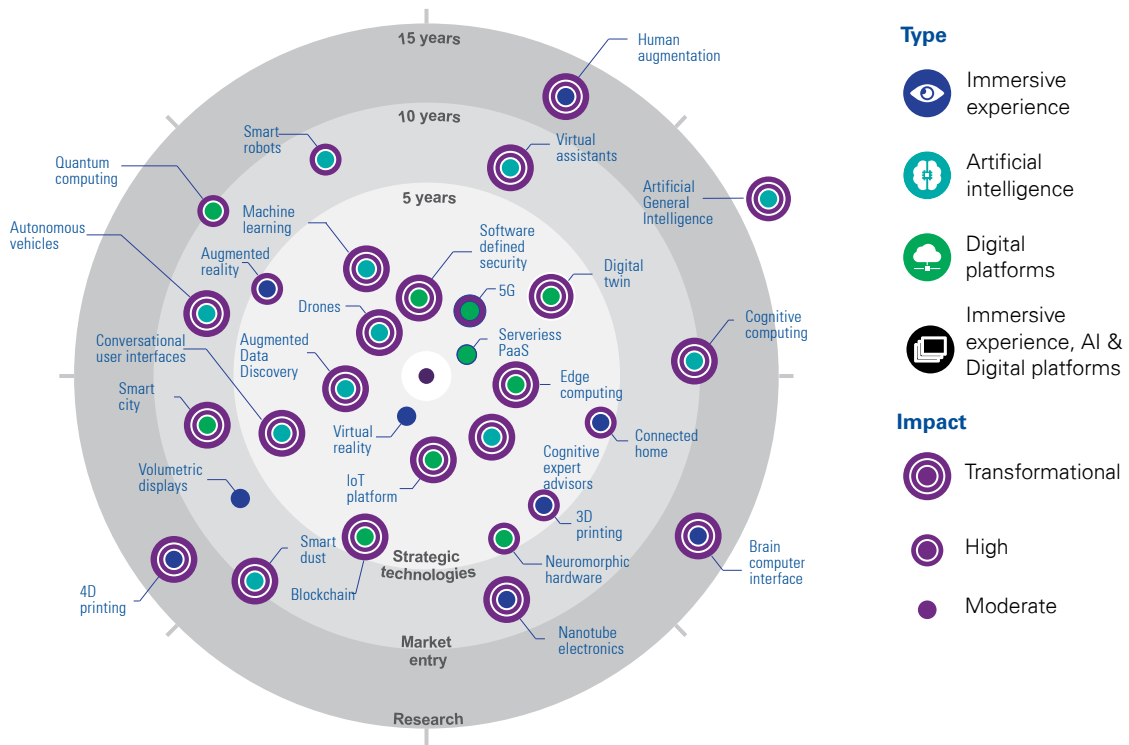 15 years
10 years
5 years
Strategic
technologies
Market
entry
Research
Human
augmentation
Smart
robots
Virtual
assistants
Quantum
computing
Artificial
General
Intelligence
Machine
learning
Software
defined
security
Autonomous
vehicles
Augmented
reality
Digital
twin
5G
Drones
Cognitive
computing
Conversational
user interfaces
Augmented
Data
Discovery
Serveriess
PaaS
Edge
computing
Smart
city
Virtual
reality
Connected
home
Cognitive
expert
advisors
Volumetric
displays
IoT
platform
3D
printing
Smart
dust
Neuromorphic
hardware
Brain
computer
interface
4D
printing
Blockchain
Nanotube
electronics
Type
Immersive
experience
Artificial
intelligence
Digital
platforms
Immersive
experience, AI &
Digital platforms
Impact
Transformational
High
Moderate